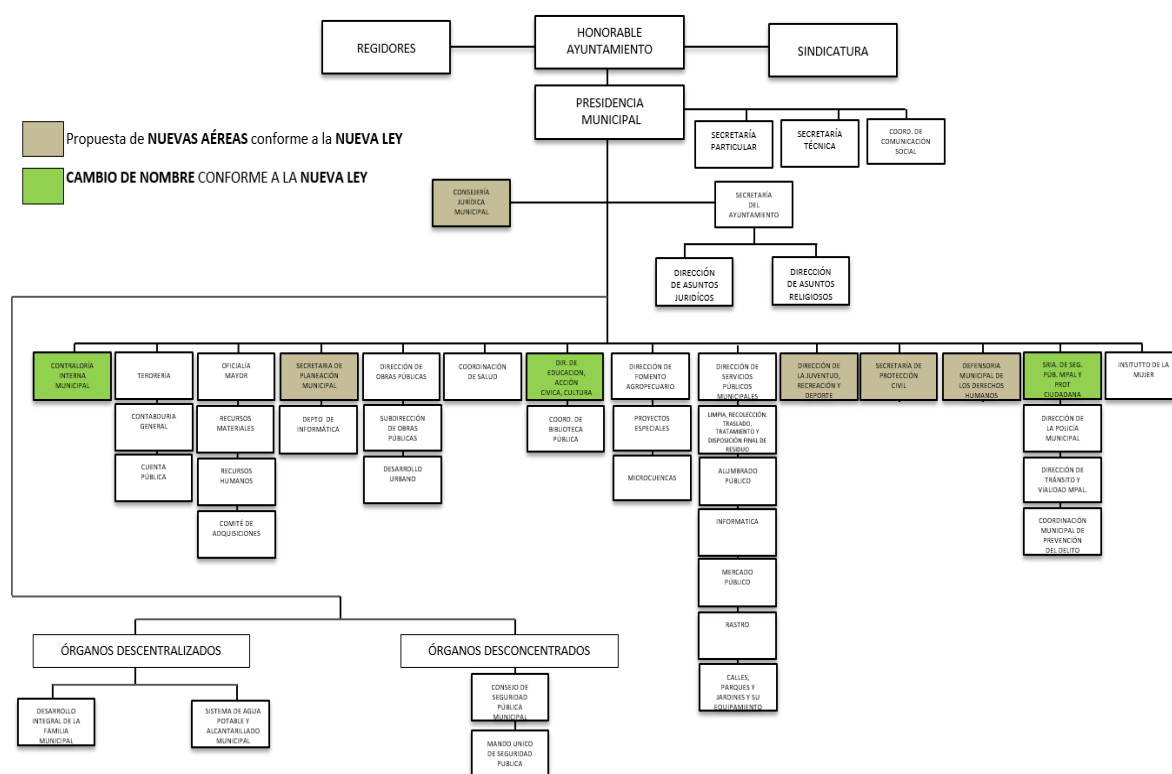 REGIDORES
HONORABLE
AYUNTAMIENTO
SINDICATURA
PRESIDENCIA
MUNICIPAL
SECRETARÍA
PARTICULAR
SECRETARÍA
TÉCNICA
COORD. DE
COMUNICACIÓN
SOCIAL
Propuesta de NUEVAS AÉREAS conforme a la NUEVA LEY
CAMBIO DE NOMBRE CONFORME A LA NUEVA LEY
CONSEJERÍA
JURÍDICA
MUNICIPAL
SECRETARÍA
DEL
AYUNTAMIENTO
DIRECCIÓN
DE ASUNTOS
JURIDÍCOS
DIRECCIÓN
DE ASUNTOS
RELIGIOSOS
CONTRALORÍA
INTERNA
MUNICIPAL
TERORERÍA
CONTABDURIA
GENERAL
CUENTA
PÚBLICA
OFICIALÍA
MAYOR
RECURSOS
MATERIALES
RECURSOS
HUMANOS
COMITÉ DE
ADQUISICIONES
SECRETARIA DE
PLANEACIÓN
MUNICIPAL
DEPTO DE
INFORMÁTICA
DIRECCIÓN DE
OBRAS PÚBLICAS
SUBDIRECCIÓN
DE OBRAS
PÚBLICAS
DESARROLLO
URBANO
COORDINACIÓN
DE SALUD
DIR. DE
EDUCACION,
ACCIÓN
CIVICA, CULTURA
COORD. DE
BIBLIOTECA
PÚBLICA
DIRECCIÓN DE
FOMENTO
AGROPECUARIO
PROYECTOS
ESPECIALES
MICROCUENCAS
DIRECCIÓN DE
SERVICIOS
PÚBLICOS
MUNICIPALES
LIMPIA, RECOLECCIÓN,
TRASLADO,
TRATAMIENTO Y
DISPOSICIÓN FINAL DE
RESIDUO
ALUMBRADO
PÚBLICO
INFORMATICA
MERCADO
PÚBLICO
RASTRO
CALLES,
PARQUES Y
JARDINES Y SU
EQUIPAMIENTO
DIRECCIÓN DE
LA JUVENTUO,
RECREACIÓN Y
DEPORTE
SECRETARÍA DE
PROTECCIÓN
CIVIL
DEFENSORIA
MUNICIPAL DE
LOS DERECHOS
HUMANOS
SRIA. DE SEG.
PÚB. MPAL Y
PROT
CIUDADANA
DIRECCIÓN DE
LA POLICÍA
MUNICIPAL
DIRECCIÓN DE
TRÁNSITO Y
VIALIDAD MPAL.
COORDINACIÓN
MUNICIPAL DE
PREVENCIÓN
DEL DELITO
INSITUTTO DE LA
MUJER
ÓRGANOS DESCENTRALIZADOS
DESARROLLO
INTEGRAL DE LA
FAMILIA
MUNICIPAL
SISTEMA DE AGUA
POTABLE Y
ALCANTARILLADO
MUNICIPAL
ÓRGANOS DESCONCENTRADOS
CONSEJO DE
SEGURIDAD
PÚBLICA
MUNICIPAL
MANDO UNICO
DE SEGURIDAD
PUBLICA